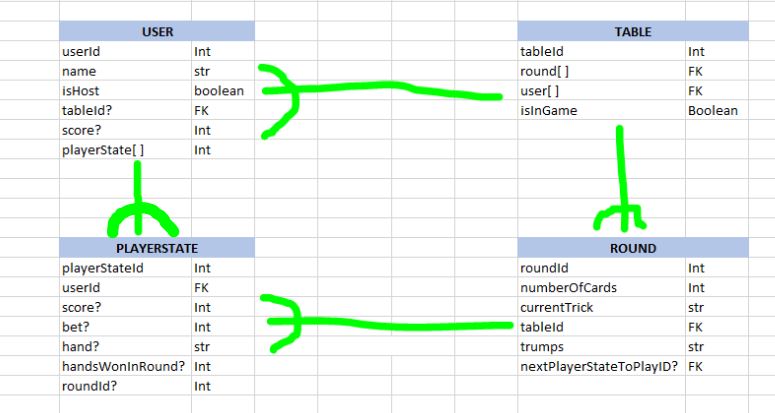 USER
userId Int
name str
isHost boolean
tableId? FK
score? Int
playerState[ ] Int
TABLE
tableId Int
round[ ] FK
user[ ] FK
isInGame Boolean
PLAYERSTATE
playerStateId Int
userId FK
score? Int
bet? Int
hand? str
handsWonInRound? Int
roundId? Int
ROUND
roundId Int
numberOfCards Int
currentTrick str
tableId FK
trumps str
nextPlayerStateToPlayID? FK